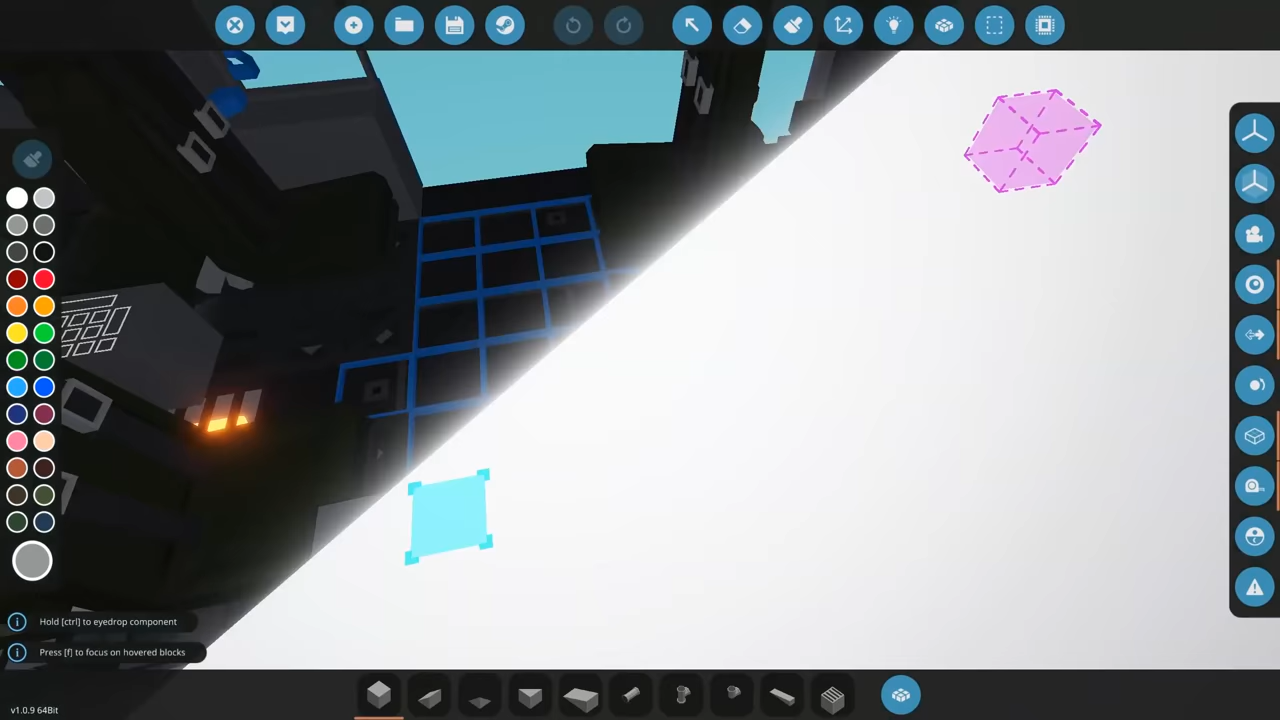 Hold [ctrl] to eyedrop component
Press [f] to focus on hovered blocks
v1.0.9 64Bit